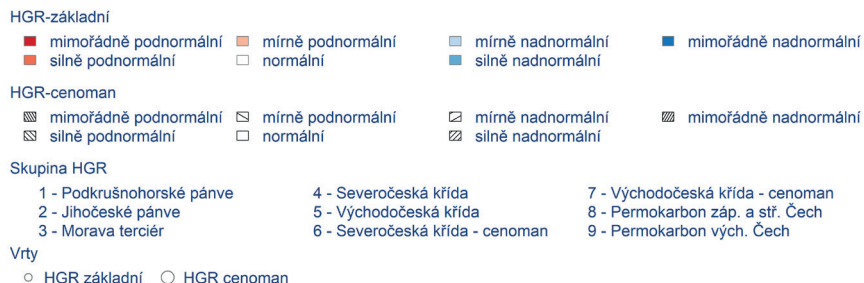 HGR-základní
mimořádně podnormální mírně podnormální mírně nadnormální mimořádně nadnormální
silně podnormální normální silně nadnormální
HGR-cenoman
mimořádně podnormální mírně podnormální mírně nadnormální mimořádně nadnormální
silně podnormální normální silně nadnormální
Skupina HGR
1 - Podkrušnohorské pánve 4 - Severočeská křída 7 - Východočeská křída - cenoman
2 - Jihočeské pánve 5 - Východočeská křída 8 - Permokarbon záp. a stř. Čech
3 - Morava terciér 6 - Severočeská křída - cenoman 9 - Permokarbon vých. Čech
Vrty
HGR základní HGR cenoman